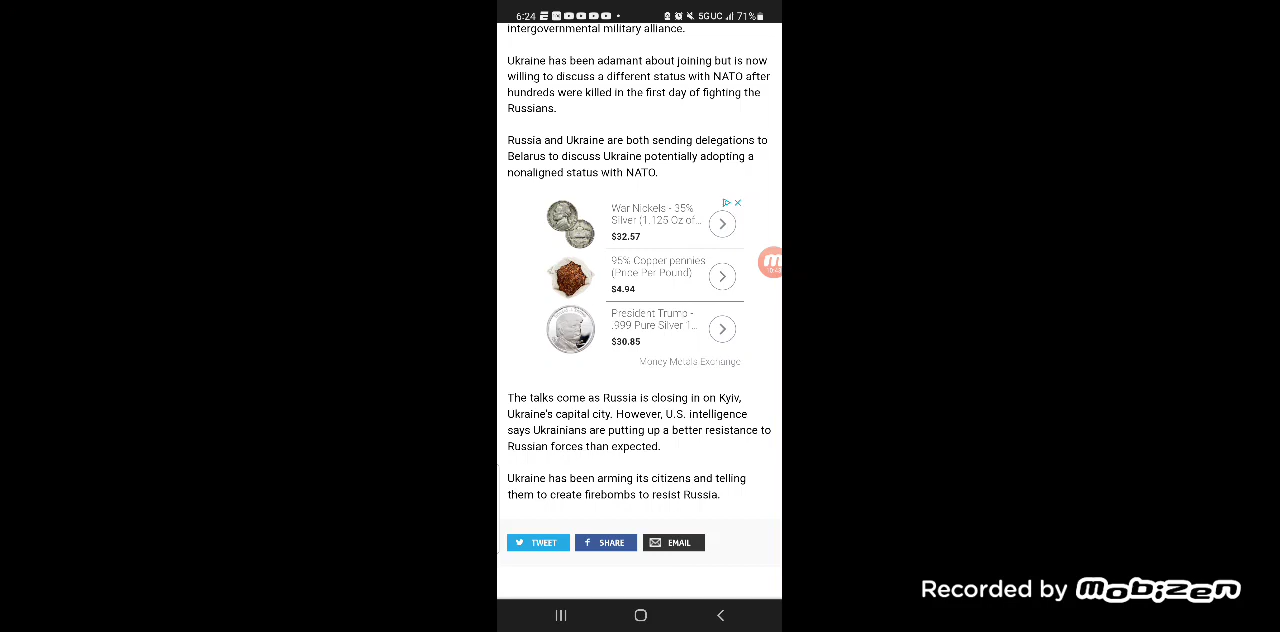 6:24 5GUC 71%
intergovernmental military alliance.
Ukraine has been adamant about joining but is now
willing to discuss a different status with NATO after
hundreds were killed in the first day of fighting the
Russians.
Russia and Ukraine are both sending delegations to
Belarus to discuss Ukraine potentially adopting a
nonaligned status with NATO.
War Nickels - 35%
Silver (1.125 Oz of...
$32.57
95% Copper pennies
(Price Per Pound)
$4.94
President Trump -
.999 Pure Silver 1...
$30.85
Money Metals Exchange
The talks come as Russia is closing in on Kyiv,
Ukraine's capital city. However, U.S. intelligence
says Ukrainians are putting up a better resistance to
Russian forces than expected.
Ukraine has been arming its citizens and telling
them to create firebombs to resist Russia.
TWEET SHARE EMAIL
Recorded by mobizen